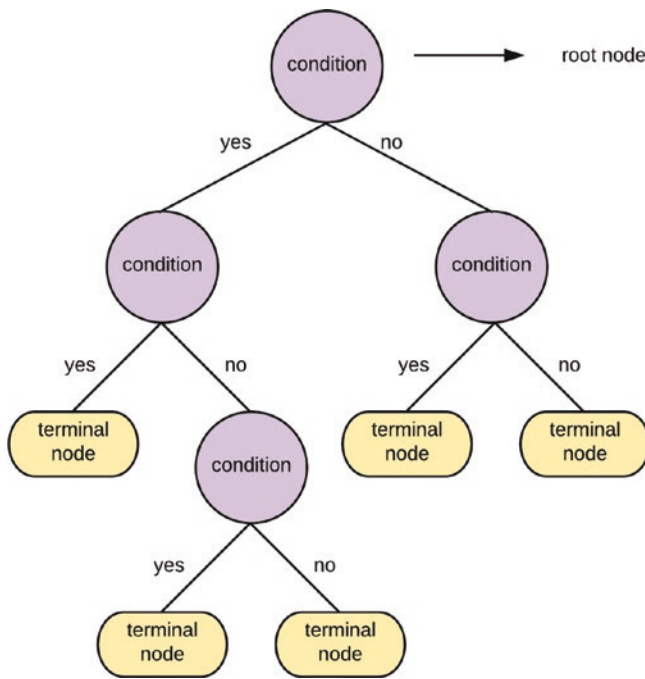 condition
root node
yes
no
condition
condition
yes
no
yes
no
terminal
node
condition
terminal
node
terminal
node
yes
no
terminal
node
terminal
node